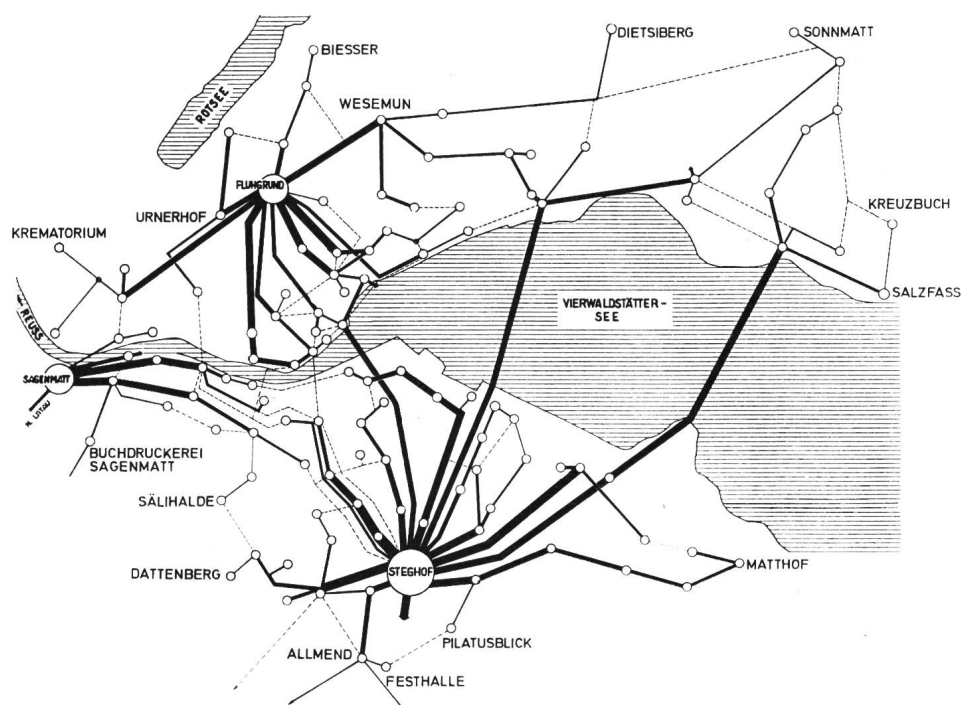 BIESSER
DIETSIBERG
SONNMATT
ROTSEE
WESEMUN
FLUHGRUND
URNERHOF
KREMATORIUM
KREUZBUCH
SALZFASS
VIERWALDSTÄTTER-
SEE
REUSS
SAGENMATT
N. LITTAU
BUCHDRUCKEREI
SAGENMATT
SÄLIHALDE
DATTENBERG
STEGHOF
MATTHOF
PILATUSBLICK
ALLMEND
FESTHALLE